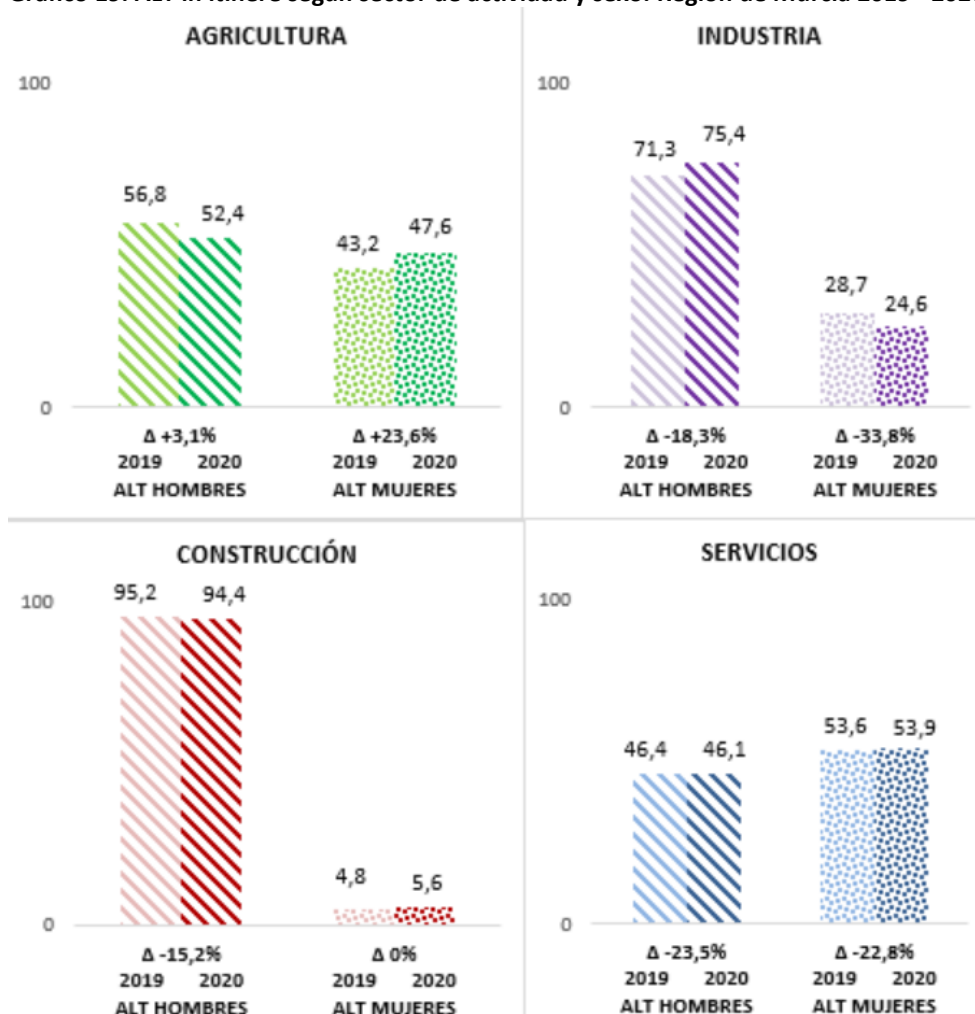 AGRICULTURA
100
56,8
52,4
43,2
47,6
0
Δ +3,1%
Δ +23,6%
2019 2020
2019 2020
ALT HOMBRES
ALT MUJERES
INDUSTRIA
100
71,3
75,4
28,7
24,6
0
Δ -18,3%
Δ -33,8%
2019 2020
2019 2020
ALT HOMBRES
ALT MUJERES
CONSTRUCCIÓN
100
95,2
94,4
4,8
5,6
0
Δ -15,2%
Δ 0%
2019 2020
2019 2020
ALT HOMBRES
ALT MUJERES
SERVICIOS
100
46,4
46,1
53,6
53,9
0
Δ -23,5%
Δ -22,8%
2019 2020
2019 2020
ALT HOMBRES
ALT MUJERES